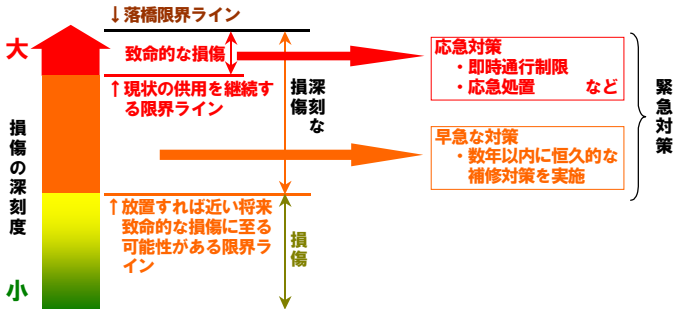 ↓落橋限界ライン
大
致命的な損傷
↑現状の供用を継続す
る限界ライン
深刻な
損傷
損傷の深刻度
↑放置すれば近い将来
致命的な損傷に至る
可能性がある限界ラ
イン
損傷
小
応急対策
・即時通行制限
・応急処置　　　など
早急な対策
・数年以内に恒久的な
補修対策を実施
緊急対策